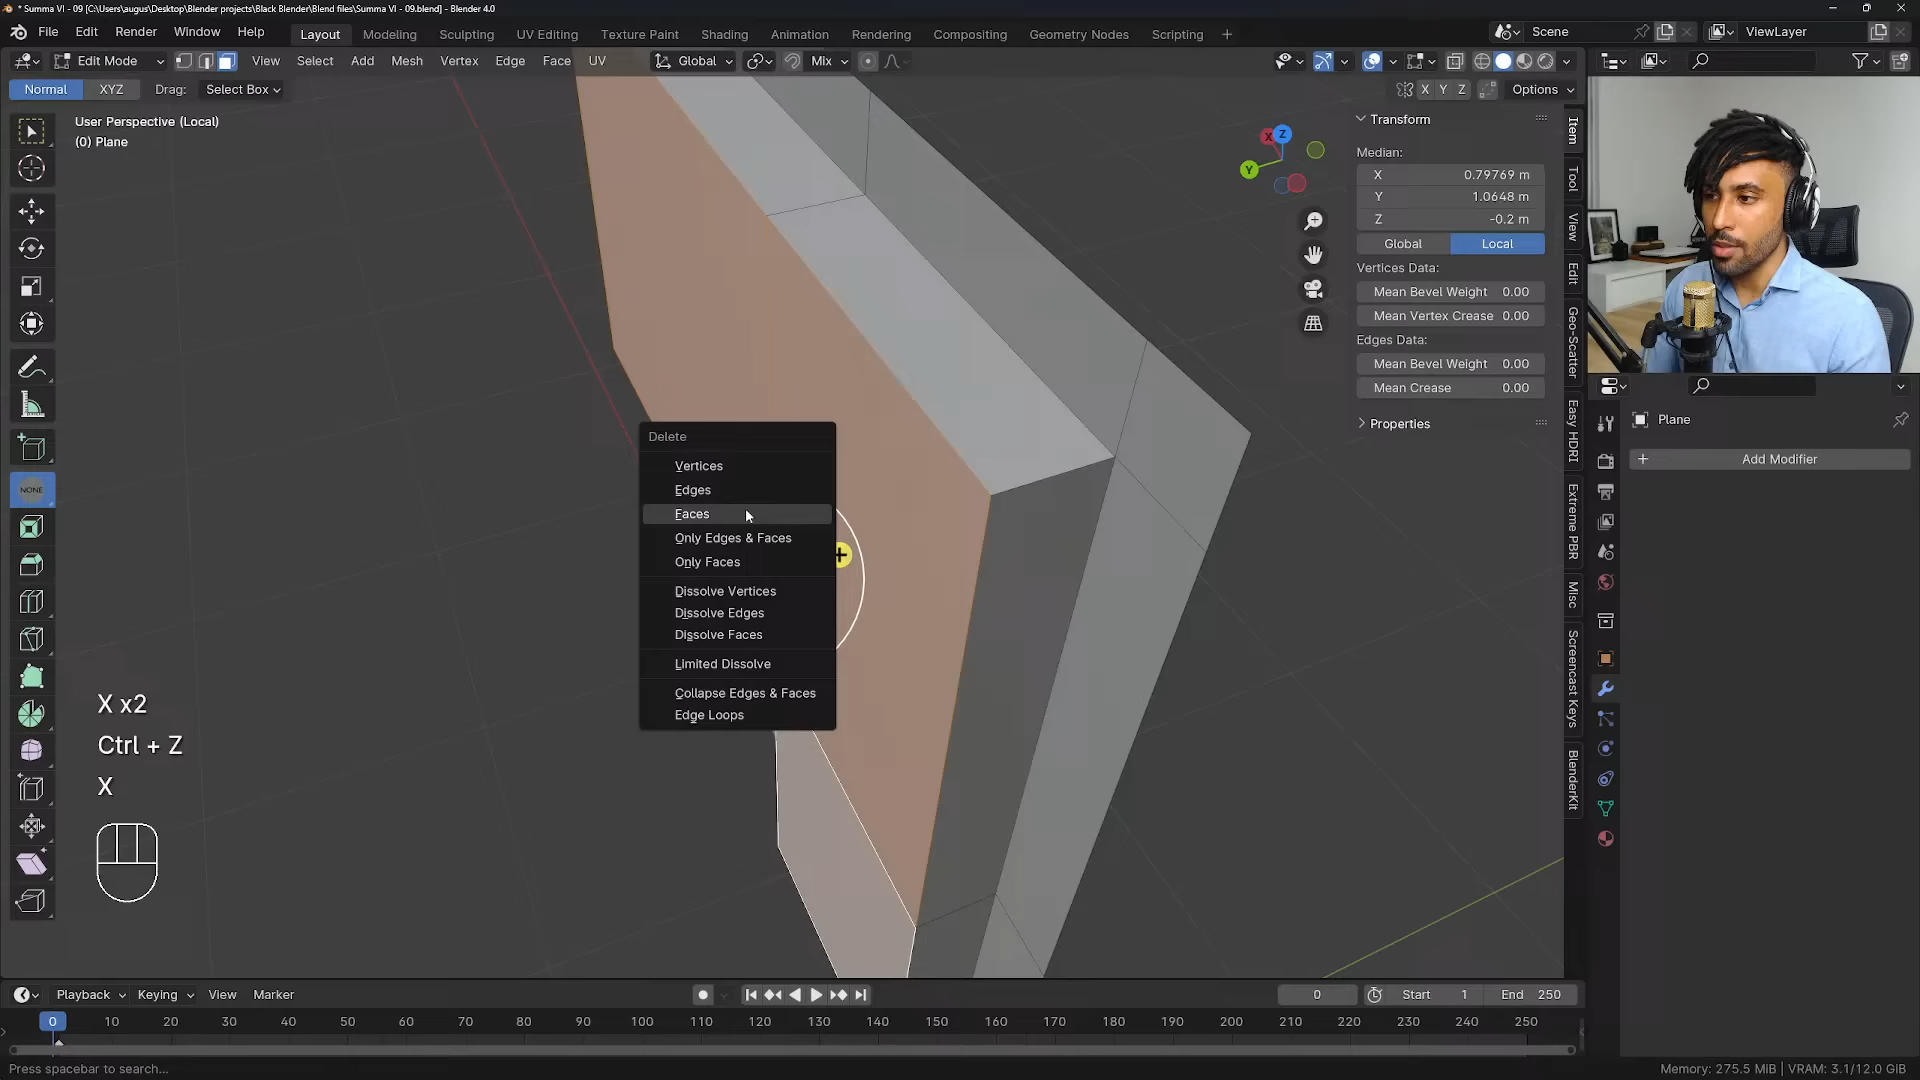 * Summa VI - 09 [C:\Users\augus\Desktop\Blender projects\Black Blender\Blend files\Summa VI - 09.blend] - Blender 4.0
File Edit Render Window Help Layout Modeling Sculpting UV Editing Texture Paint Shading Animation Rendering Compositing Geometry Nodes Scripting + Scene ViewLayer
Edit Mode View Select Add Mesh Vertex Edge Face UV Global Mix
Normal XYZ Drag: Select Box X Y Z Options
User Perspective (Local)
(0) Plane
X Z
Y
Transform
Median:
X 0.79769 m
Y 1.0648 m
Z -0.2 m
Global Local
Vertices Data:
Mean Bevel Weight 0.00
Mean Vertex Crease 0.00
Edges Data:
Mean Bevel Weight 0.00
Mean Crease 0.00
Properties
Item
Tool
View
Edit
Geo-Scatter
Easy HDRI
Extreme PBR
Misc
Screencast Keys
BlenderKit
Plane
+ Add Modifier
NONE
Delete
Vertices
Edges
Faces
Only Edges & Faces
Only Faces
Dissolve Vertices
Dissolve Edges
Dissolve Faces
Limited Dissolve
Collapse Edges & Faces
Edge Loops
X x2
Ctrl + Z
X
Playback Keying View Marker 0 Start 1 End 250
0 10 20 30 40 50 60 70 80 90 100 110 120 130 140 150 160 170 180 190 200 210 220 230 240 250
Press spacebar to search... Memory: 275.5 MiB | VRAM: 3.1/12.0 GiB